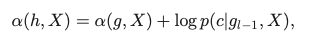 α(h, X) = α(g, X) + log p(c|g_{l−1}, X),